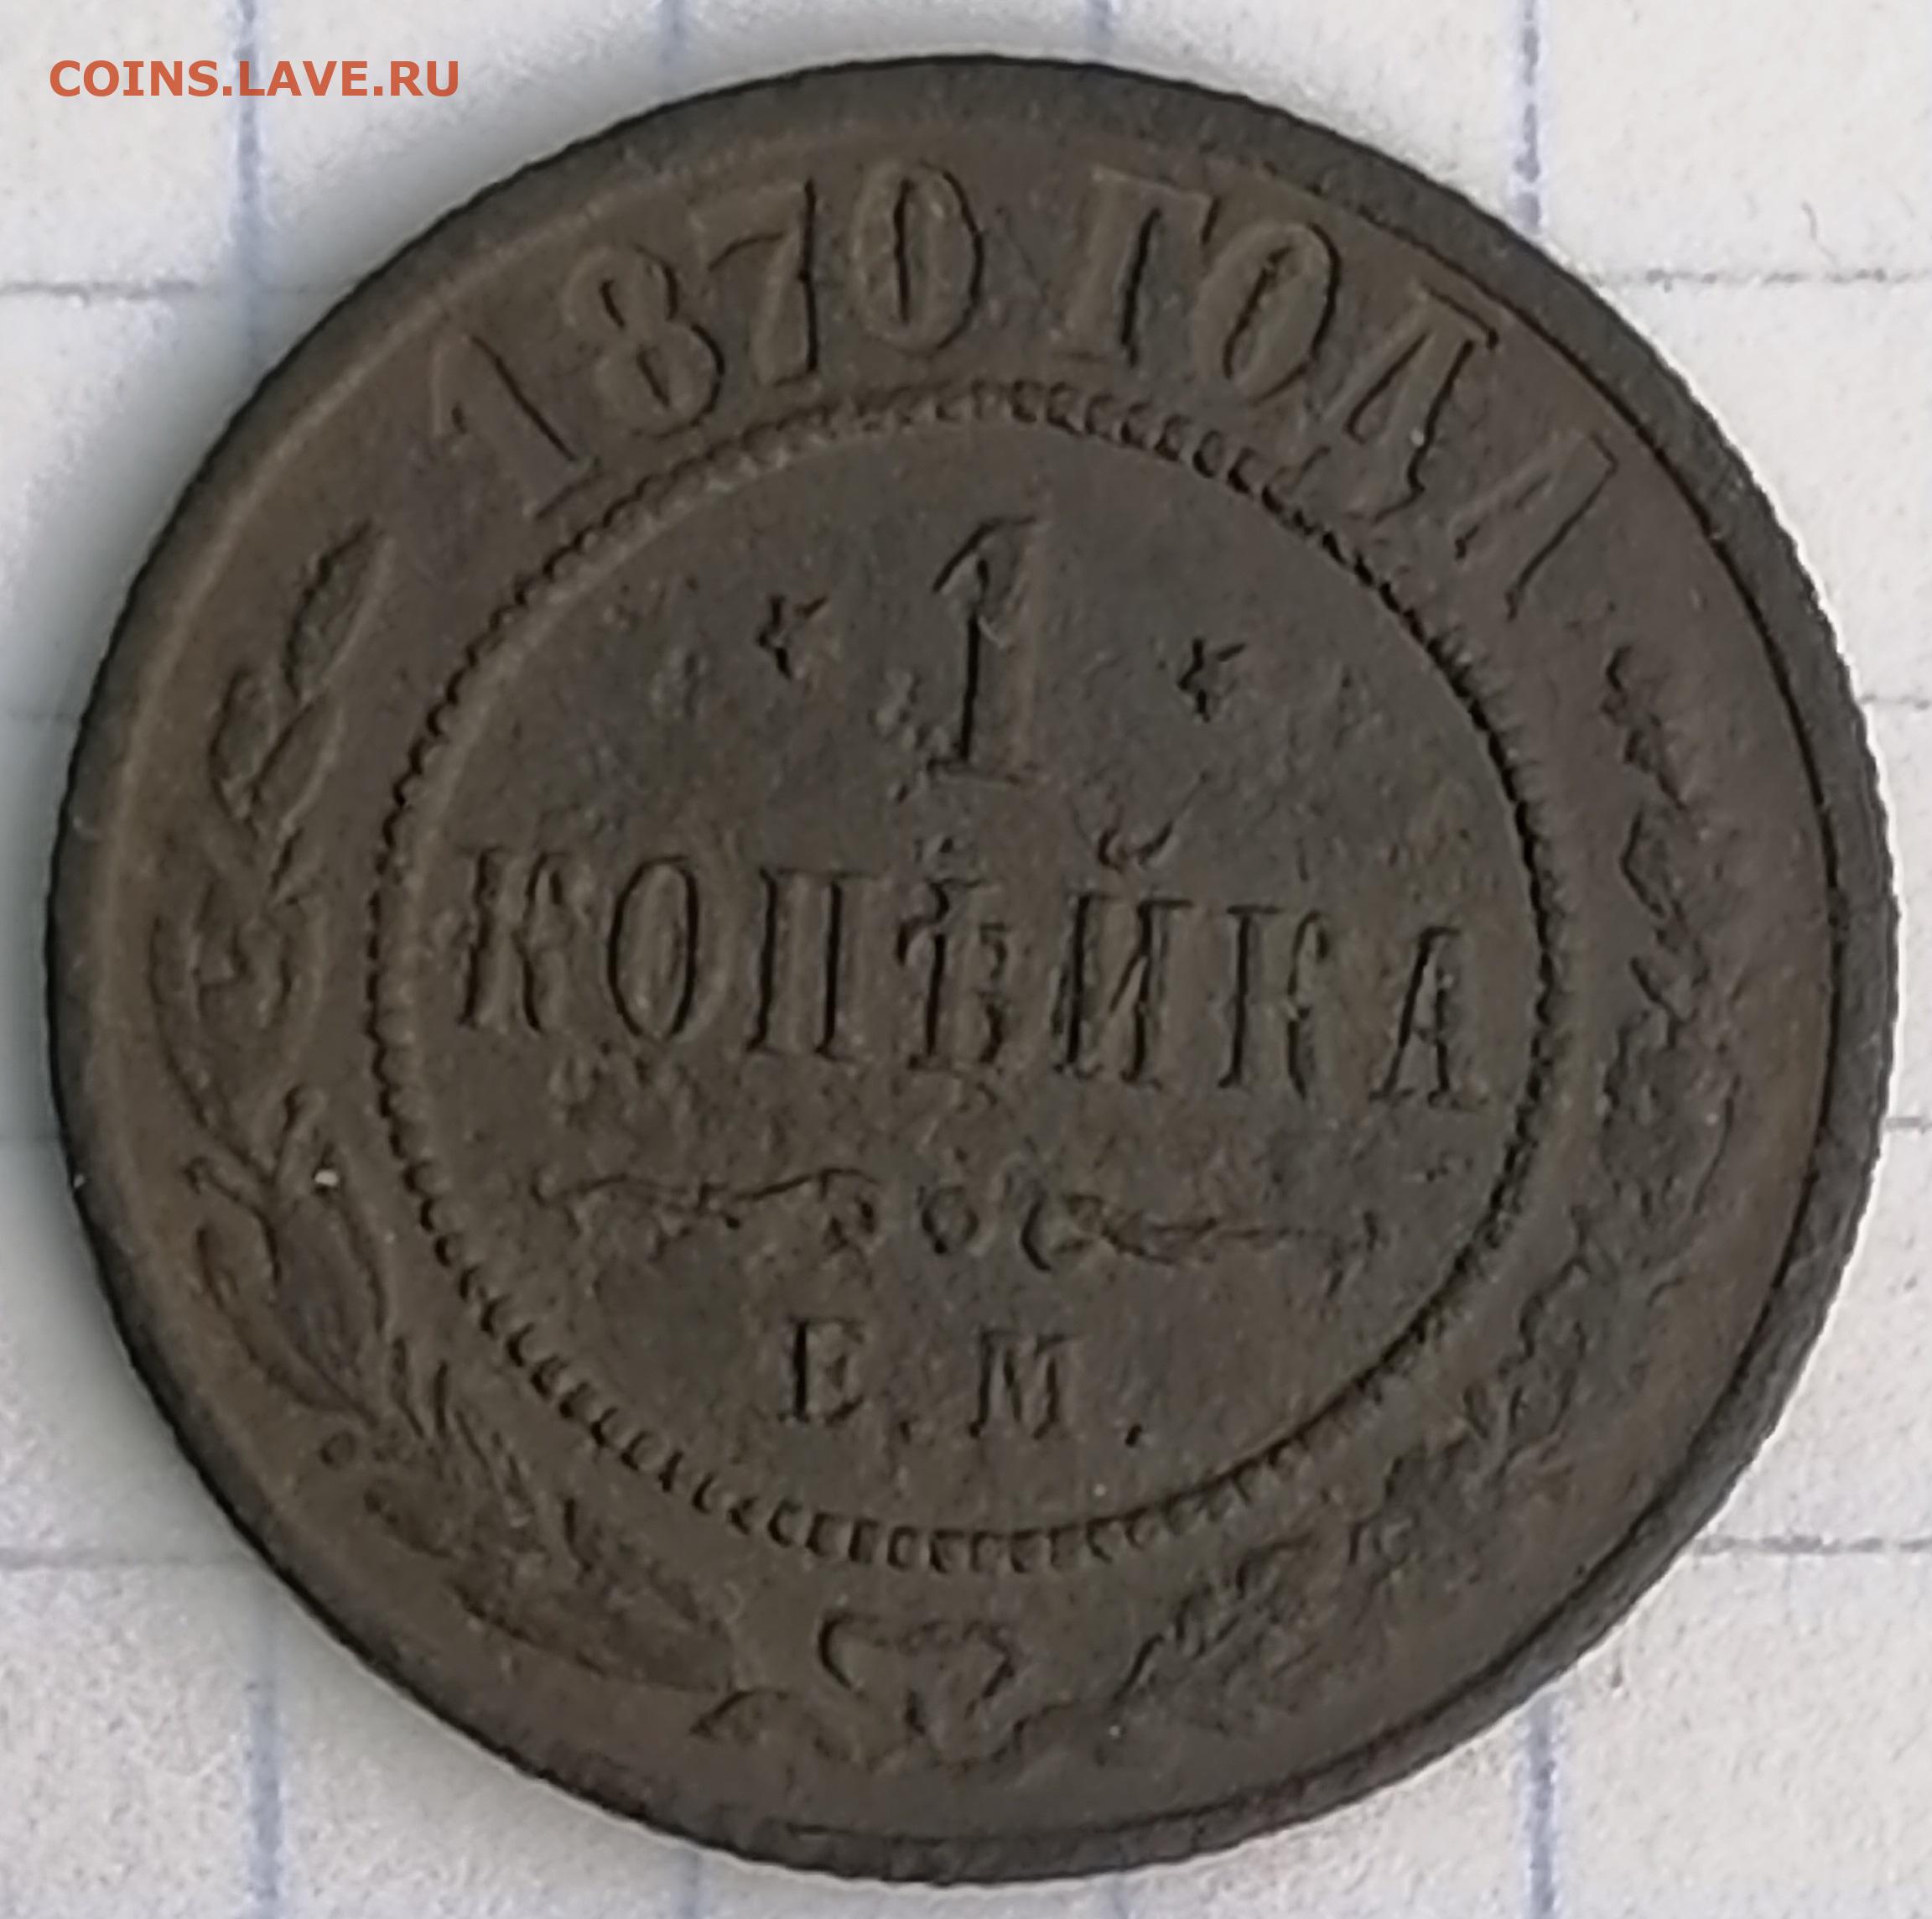 COINS.LAVE.RU
1870 ГОДА
* 1 *
КОПѢЙКА
Е.М.